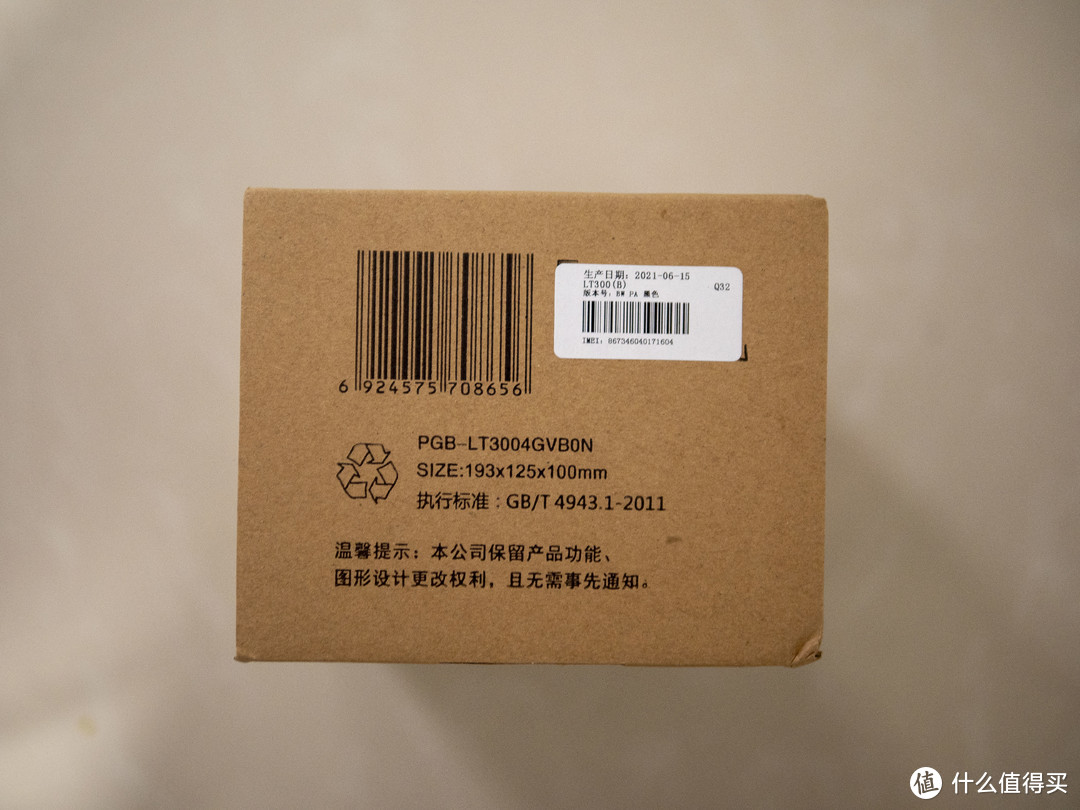 生产日期: 2021-06-15
LT300(B)
Q32
版本号: BW PA 黑色
IMEI: 867346040171604
6 924575 708656
PGB-LT3004GVB0N
SIZE:193x125x100mm
执行标准：GB/T 4943.1-2011
温馨提示：本公司保留产品功能、
图形设计更改权利，且无需事先通知。
值 什么值得买